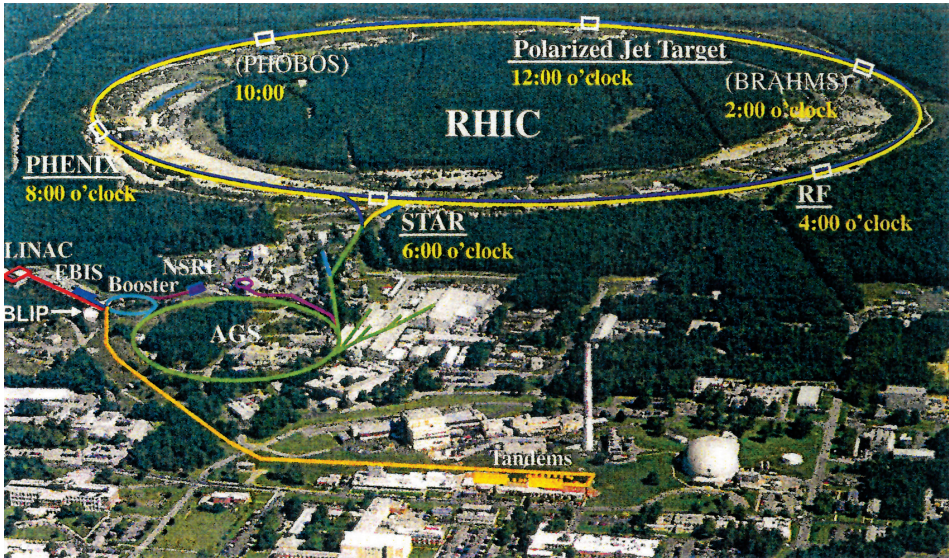 Polarized Jet Target
12:00 o'clock
(PHOBOS)
10:00
(BRAHMS)
2:00 o'clock
RHIC
PHENIX
8:00 o'clock
RF
4:00 o'clock
STAR
6:00 o'clock
LINAC
EBIS
NSRL
Booster
BLIP
AGS
Tandems